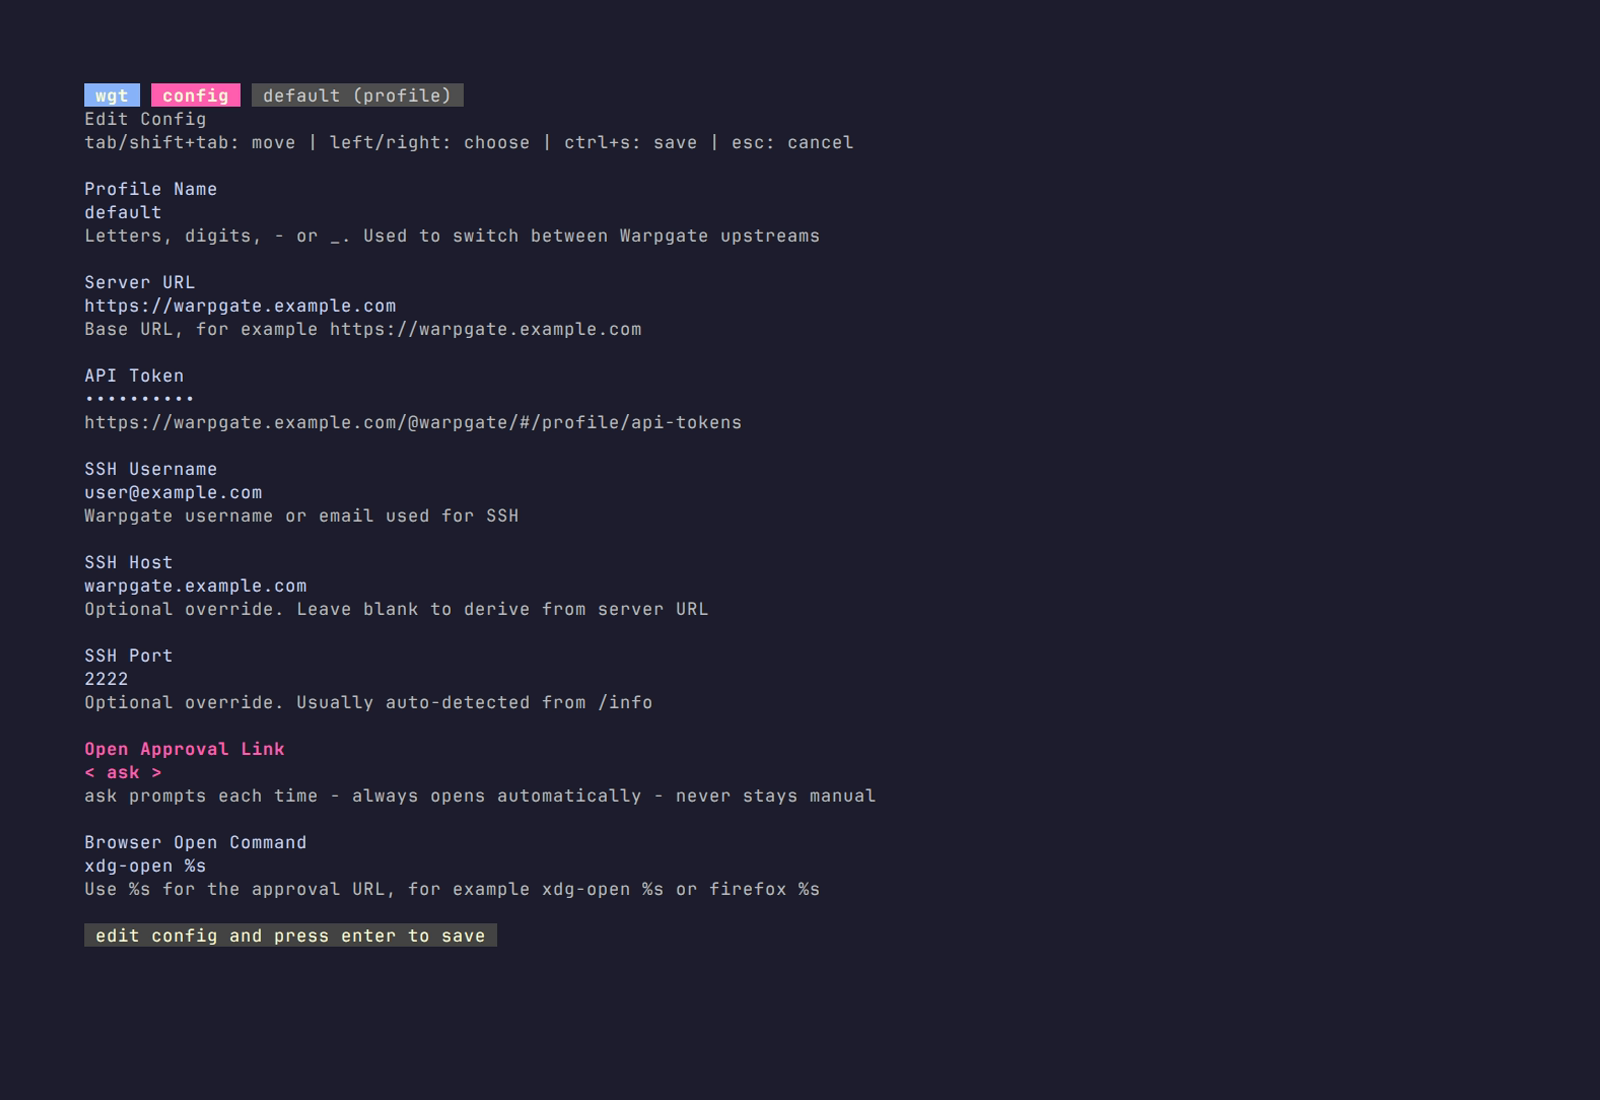 wgt config default (profile)
Edit Config
tab/shift+tab: move | left/right: choose | ctrl+s: save | esc: cancel
Profile Name
default
Letters, digits, - or _. Used to switch between Warpgate upstreams
Server URL
https://warpgate.example.com
Base URL, for example https://warpgate.example.com
API Token
••••••••••
https://warpgate.example.com/@warpgate/#/profile/api-tokens
SSH Username
user@example.com
Warpgate username or email used for SSH
SSH Host
warpgate.example.com
Optional override. Leave blank to derive from server URL
SSH Port
2222
Optional override. Usually auto-detected from /info
Open Approval Link
< ask >
ask prompts each time - always opens automatically - never stays manual
Browser Open Command
xdg-open %s
Use %s for the approval URL, for example xdg-open %s or firefox %s
edit config and press enter to save